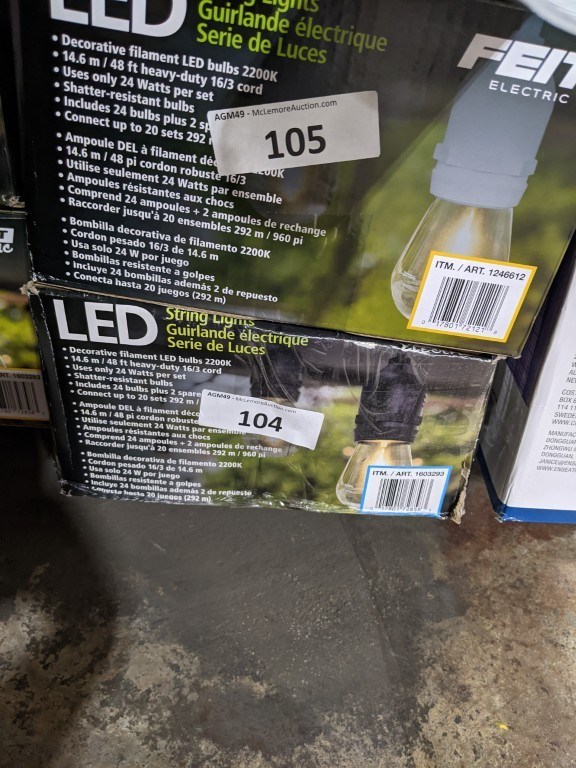 LED
String Lights
Guirlande électrique
Serie de Luces
• Decorative filament LED bulbs 2200K
• 14.6 m / 48 ft heavy-duty 16/3 cord
• Uses only 24 Watts per set
• Shatter-resistant bulbs
• Includes 24 bulbs plus 2
• Connect up to 20 sets 292
• Ampoule DEL à filament
• 14.6 m / 48 pi cordon robuste 16/3
• Utilise seulement 24 Watts par ensemble
• Ampoules résistantes aux chocs
• Comprend 24 ampoules + 2 ampoules de rechange
• Raccorder jusqu'à 20 ensembles 292 m / 960 pi
• Bombilla decorativa de filamento 2200K
• Cordon pesado 16/3 de 14.6 m
• Usa solo 24 W por juego
• Bombillas resistente a golpes
• Incluye 24 bombillas además 2 de repuesto
• Conecta hasta 20 juegos (292 m)
AGM49 - McLemoreAuction.com
105
FEIT
ELECTRIC
ITM. / ART. 1246612
LED
String Lights
Guirlande électrique
Serie de Luces
• Decorative filament LED bulbs 2200K
• 14.6 m / 48 ft heavy-duty 16/3 cord
• Uses only 24 Watts per set
• Shatter-resistant bulbs
• Includes 24 bulbs plus 2 spare
• Connect up to 20 sets 292 m /
• Ampoule DEL à filament
• 14.6 m / 48 pi cordon robuste
• Utilise seulement 24 Watts par
• Ampoules résistantes aux chocs
• Comprend 24 ampoules + 2 ampoules de rechange
• Raccorder jusqu'à 20 ensembles 292 m / 960 pi
• Bombilla decorativa de filamento 2200K
• Cordon pesado 16/3 de 14.6 m
• Usa solo 24 W por juego
• Bombillas resistente a golpes
• Incluye 24 bombillas además 2 de repuesto
• Conecta hasta 20 juegos (292 m)
AGM49 - McLemoreAuction.com
104
ITM. / ART. 1603293